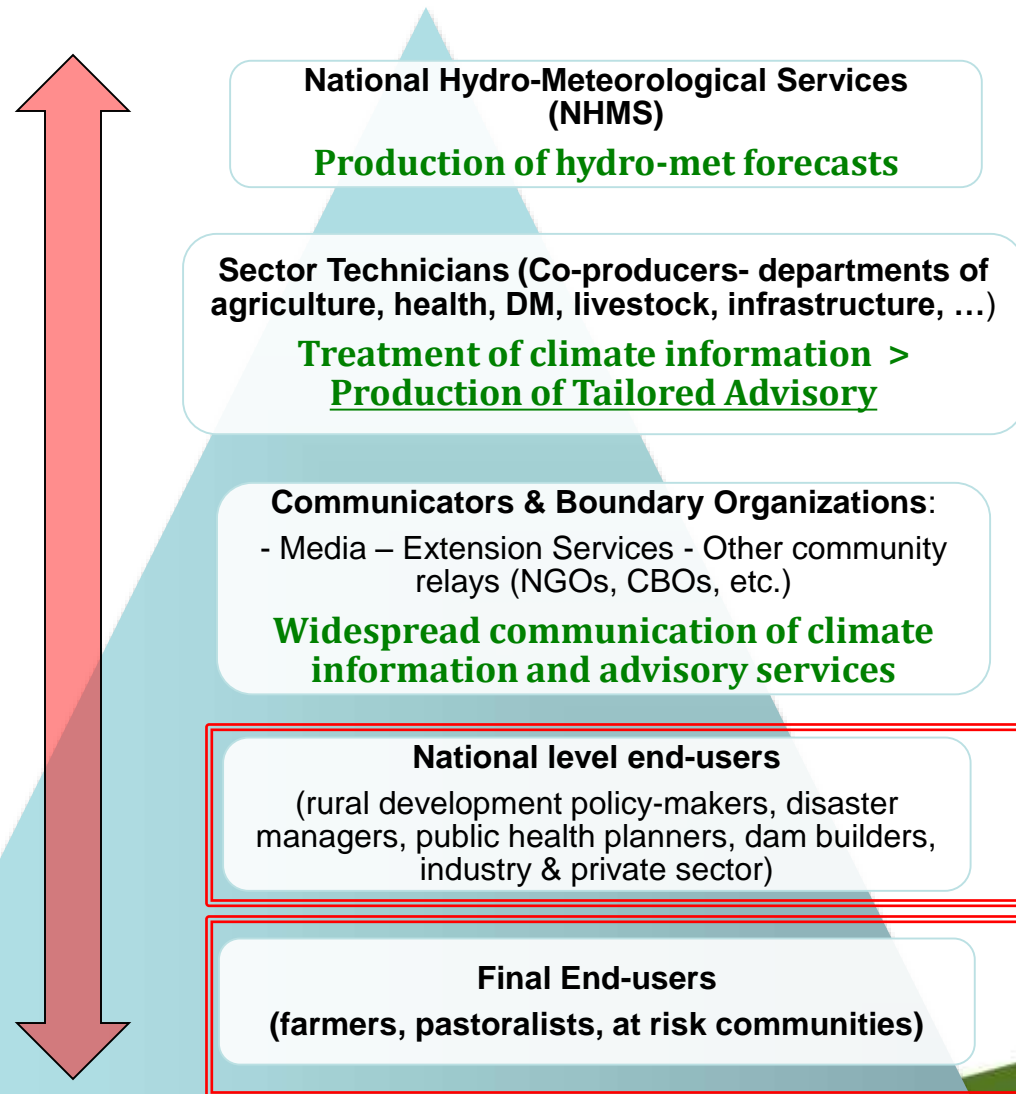 National Hydro-Meteorological Services
(NHMS)
Production of hydro-met forecasts
Sector Technicians (Co-producers- departments of
agriculture, health, DM, livestock, infrastructure, …)
Treatment of climate information >
Production of Tailored Advisory
Communicators & Boundary Organizations:
- Media – Extension Services - Other community
relays (NGOs, CBOs, etc.)
Widespread communication of climate
information and advisory services
National level end-users
(rural development policy-makers, disaster
managers, public health planners, dam builders,
industry & private sector)
Final End-users
(farmers, pastoralists, at risk communities)